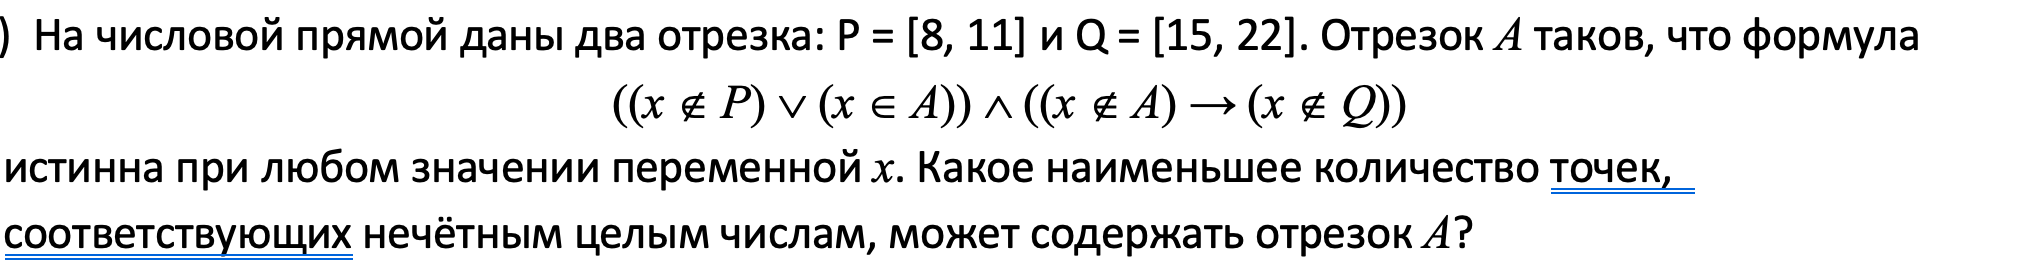 ) На числовой прямой даны два отрезка: P = [8, 11] и Q = [15, 22]. Отрезок A таков, что формула
((x ∉ P) ∨ (x ∈ A)) ∧ ((x ∉ A) → (x ∉ Q))
истинна при любом значении переменной x. Какое наименьшее количество точек,
соответствующих нечётным целым числам, может содержать отрезок A?